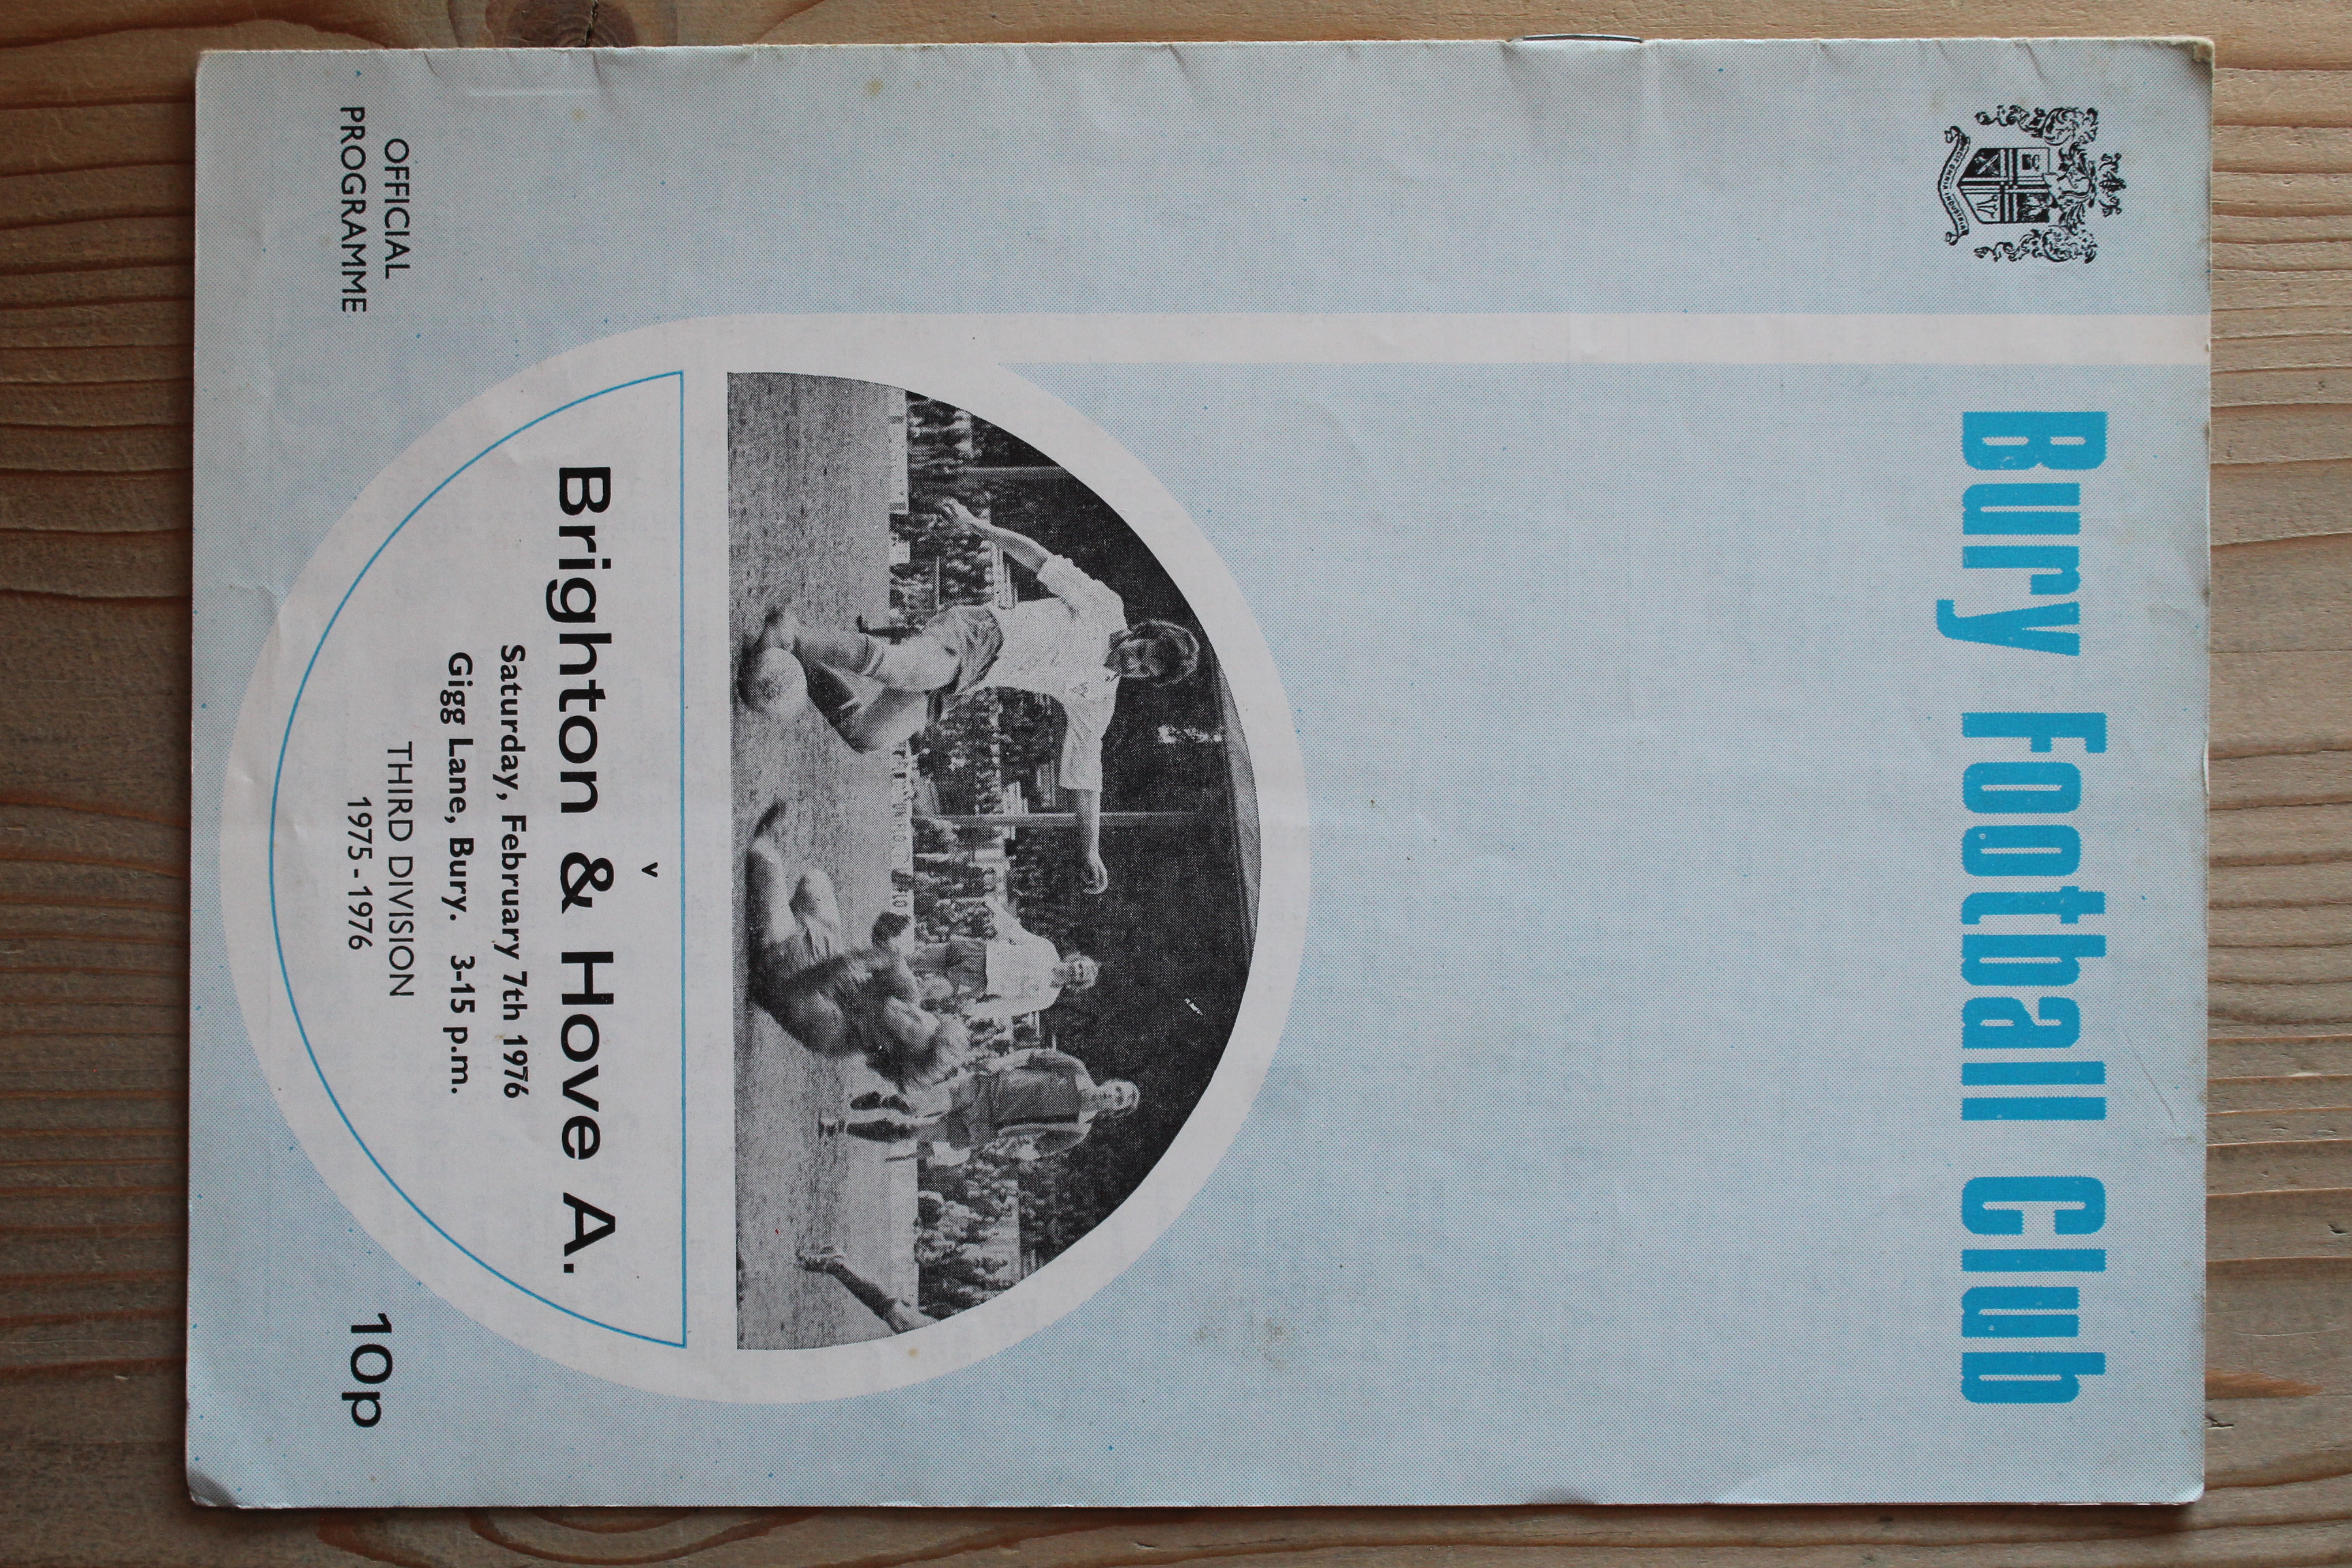 Bury Football Club
v
Brighton & Hove A.
Saturday, February 7th 1976
Gigg Lane, Bury. 3-15 p.m.
THIRD DIVISION
1975-1976
OFFICIAL
PROGRAMME
10p